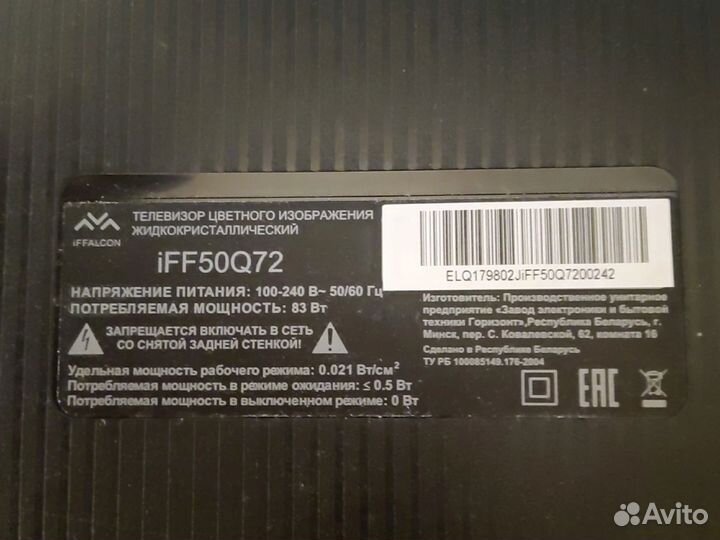 iFFALCON
ТЕЛЕВИЗОР ЦВЕТНОГО ИЗОБРАЖЕНИЯ
ЖИДКОКРИСТАЛЛИЧЕСКИЙ
iFF50Q72
НАПРЯЖЕНИЕ ПИТАНИЯ: 100-240 В~ 50/60 Гц
ПОТРЕБЛЯЕМАЯ МОЩНОСТЬ: 83 Вт
ЗАПРЕЩАЕТСЯ ВКЛЮЧАТЬ В СЕТЬ
СО СНЯТОЙ ЗАДНЕЙ СТЕНКОЙ!
Удельная мощность рабочего режима: 0.021 Вт/см²
Потребляемая мощность в режиме ожидания: ≤ 0.5 Вт
Потребляемая мощность в выключенном режиме: 0 Вт
ELQ179802JiFF50Q7200242
Изготовитель: Производственное унитарное
предприятие «Завод электроники и бытовой
техники Горизонт»,Республика Беларусь, г.
Минск, пер. С. Ковалевской, 62, комната 16
Сделано в Республике Беларусь
ТУ РБ 100085149.176-2004
EAC
Avito